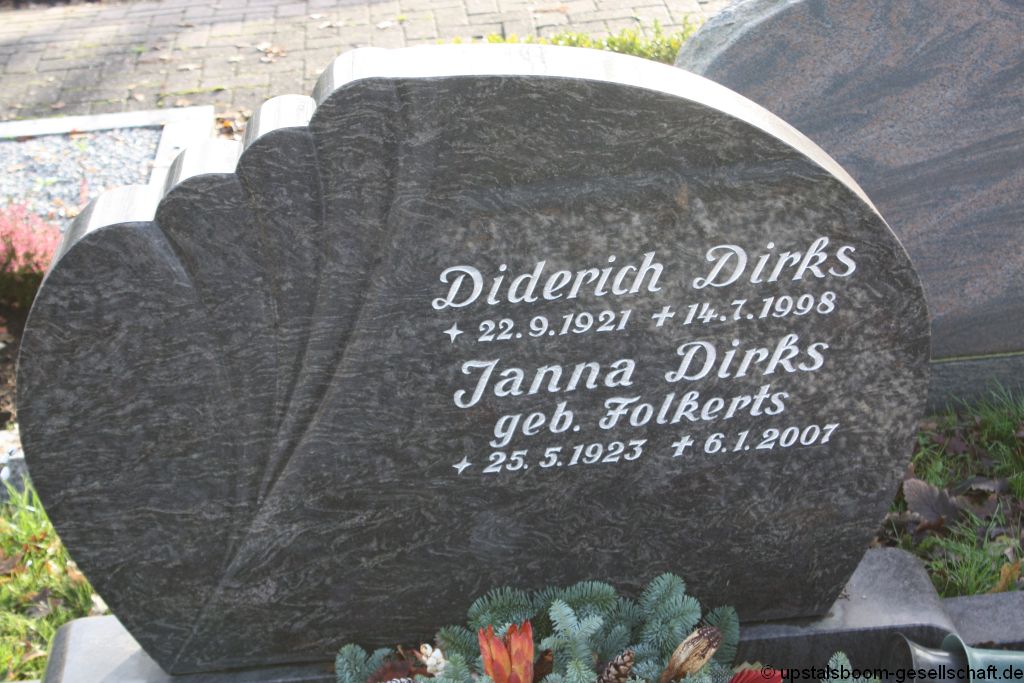 Diderich Dirks
✦ 22.9.1921 ✝ 14.7.1998
Janna Dirks
geb. Folkerts
✦ 25.5.1923 ✝ 6.1.2007
© upstalsboom-gesellschaft.de